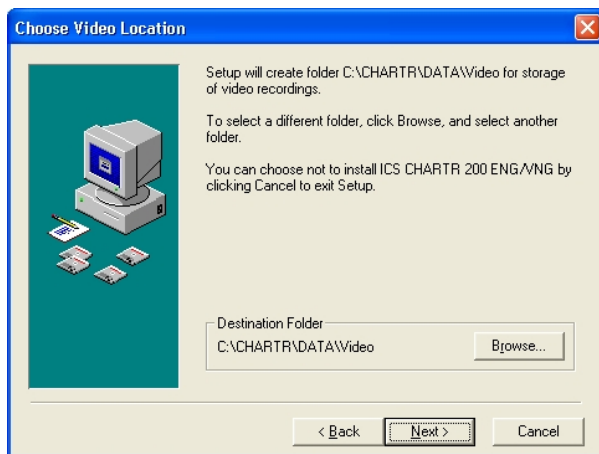 Choose Video Location
Setup will create folder C:\CHARTR\DATA\Video for storage
of video recordings.
To select a different folder, click Browse, and select another
folder.
You can choose not to install ICS CHARTR 200 ENG/VNG by
clicking Cancel to exit Setup.
Destination Folder
C:\CHARTR\DATA\Video
Browse...
< Back
Next >
Cancel